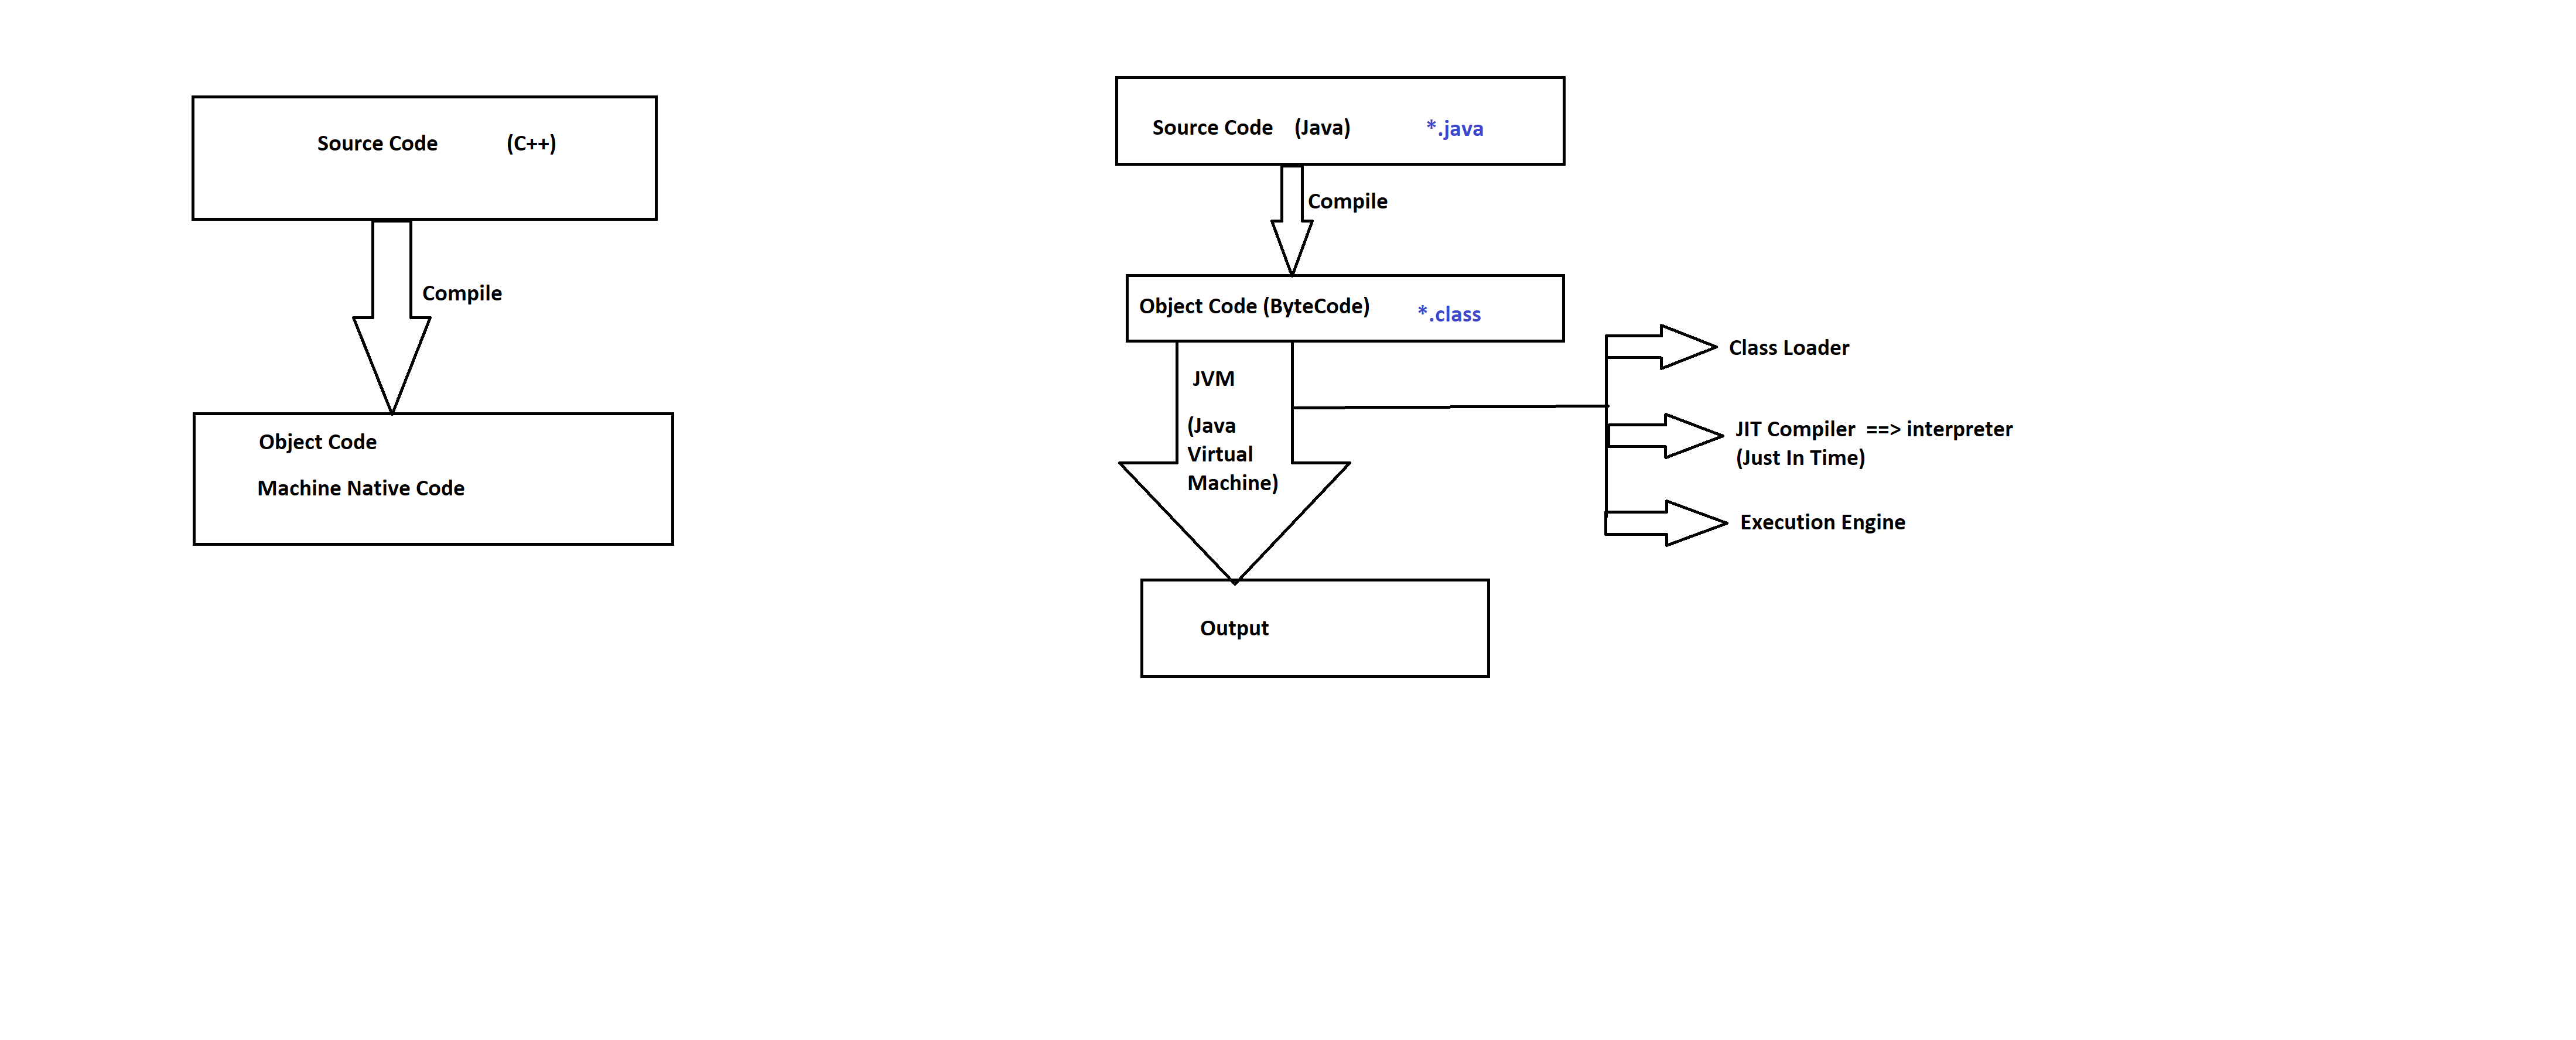 Source Code (C++)
Compile
Object Code
Machine Native Code
Source Code (Java) *.java
Compile
Object Code (ByteCode) *.class
JVM
(Java
Virtual
Machine)
Class Loader
JIT Compiler ==> interpreter
(Just In Time)
Execution Engine
Output